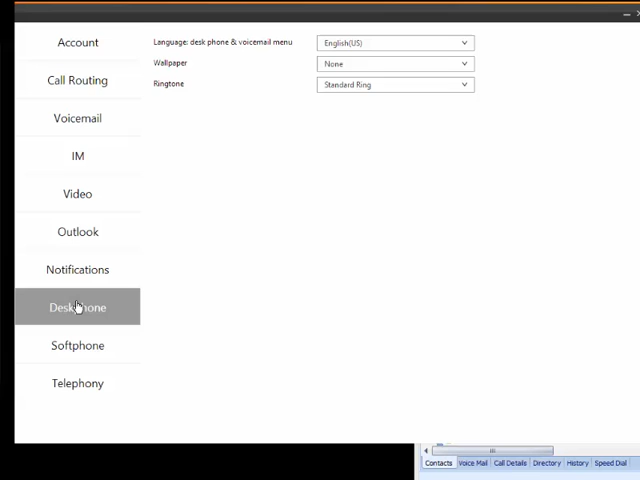 Account
Call Routing
Voicemail
IM
Video
Outlook
Notifications
Softphone
Telephony
Language: desk phone & voicemail menu
English(US)
Wallpaper
None
Ringtone
Standard Ring
Contacts
Voice Mail
Call Details
Directory
History
Speed Dial